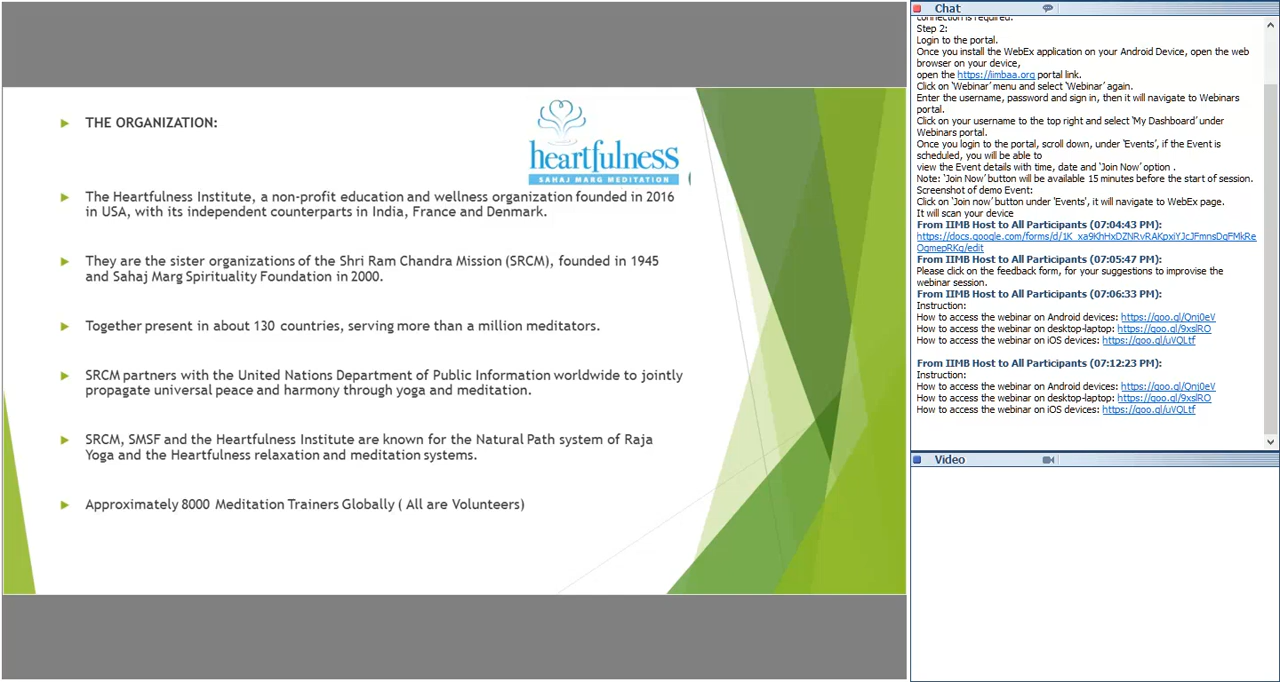 THE ORGANIZATION:
heartfulness
SAHAJ MARG MEDITATION
The Heartfulness Institute, a non-profit education and wellness organization founded in 2016
in USA, with its independent counterparts in India, France and Denmark.
They are the sister organizations of the Shri Ram Chandra Mission (SRCM), founded in 1945
and Sahaj Marg Spirituality Foundation in 2000.
Together present in about 130 countries, serving more than a million meditators.
SRCM partners with the United Nations Department of Public Information worldwide to jointly
propagate universal peace and harmony through yoga and meditation.
SRCM, SMSF and the Heartfulness Institute are known for the Natural Path system of Raja
Yoga and the Heartfulness relaxation and meditation systems.
Approximately 8000 Meditation Trainers Globally ( All are Volunteers)
Chat
connection is required.
Step 2:
Login to the portal.
Once you install the WebEx application on your Android Device, open the web
browser on your device,
open the https://iimbaa.org portal link.
Click on 'Webinar' menu and select 'Webinar' again.
Enter the username, password and sign in, then it will navigate to Webinars
portal.
Click on your username to the top right and select 'My Dashboard' under
Webinars portal.
Once you login to the portal, scroll down, under 'Events', if the Event is
scheduled, you will be able to
view the Event details with time, date and 'Join Now' option .
Note: 'Join Now' button will be available 15 minutes before the start of session.
Screenshot of demo Event:
Click on 'Join now' button under 'Events', it will navigate to WebEx page.
It will scan your device
From IIMB Host to All Participants (07:04:43 PM):
From IIMB Host to All Participants (07:05:47 PM):
Please click on the feedback form, for your suggestions to improvise the
webinar session.
From IIMB Host to All Participants (07:06:33 PM):
Instruction:
How to access the webinar on Android devices: https://goo.gl/Qnj0eV
How to access the webinar on desktop-laptop: https://goo.gl/9xslRO
How to access the webinar on iOS devices: https://goo.gl/uVQLtf
From IIMB Host to All Participants (07:12:23 PM):
Instruction:
How to access the webinar on Android devices: https://goo.gl/Qnj0eV
How to access the webinar on desktop-laptop: https://goo.gl/9xslRO
How to access the webinar on iOS devices: https://goo.gl/uVQLtf
Video